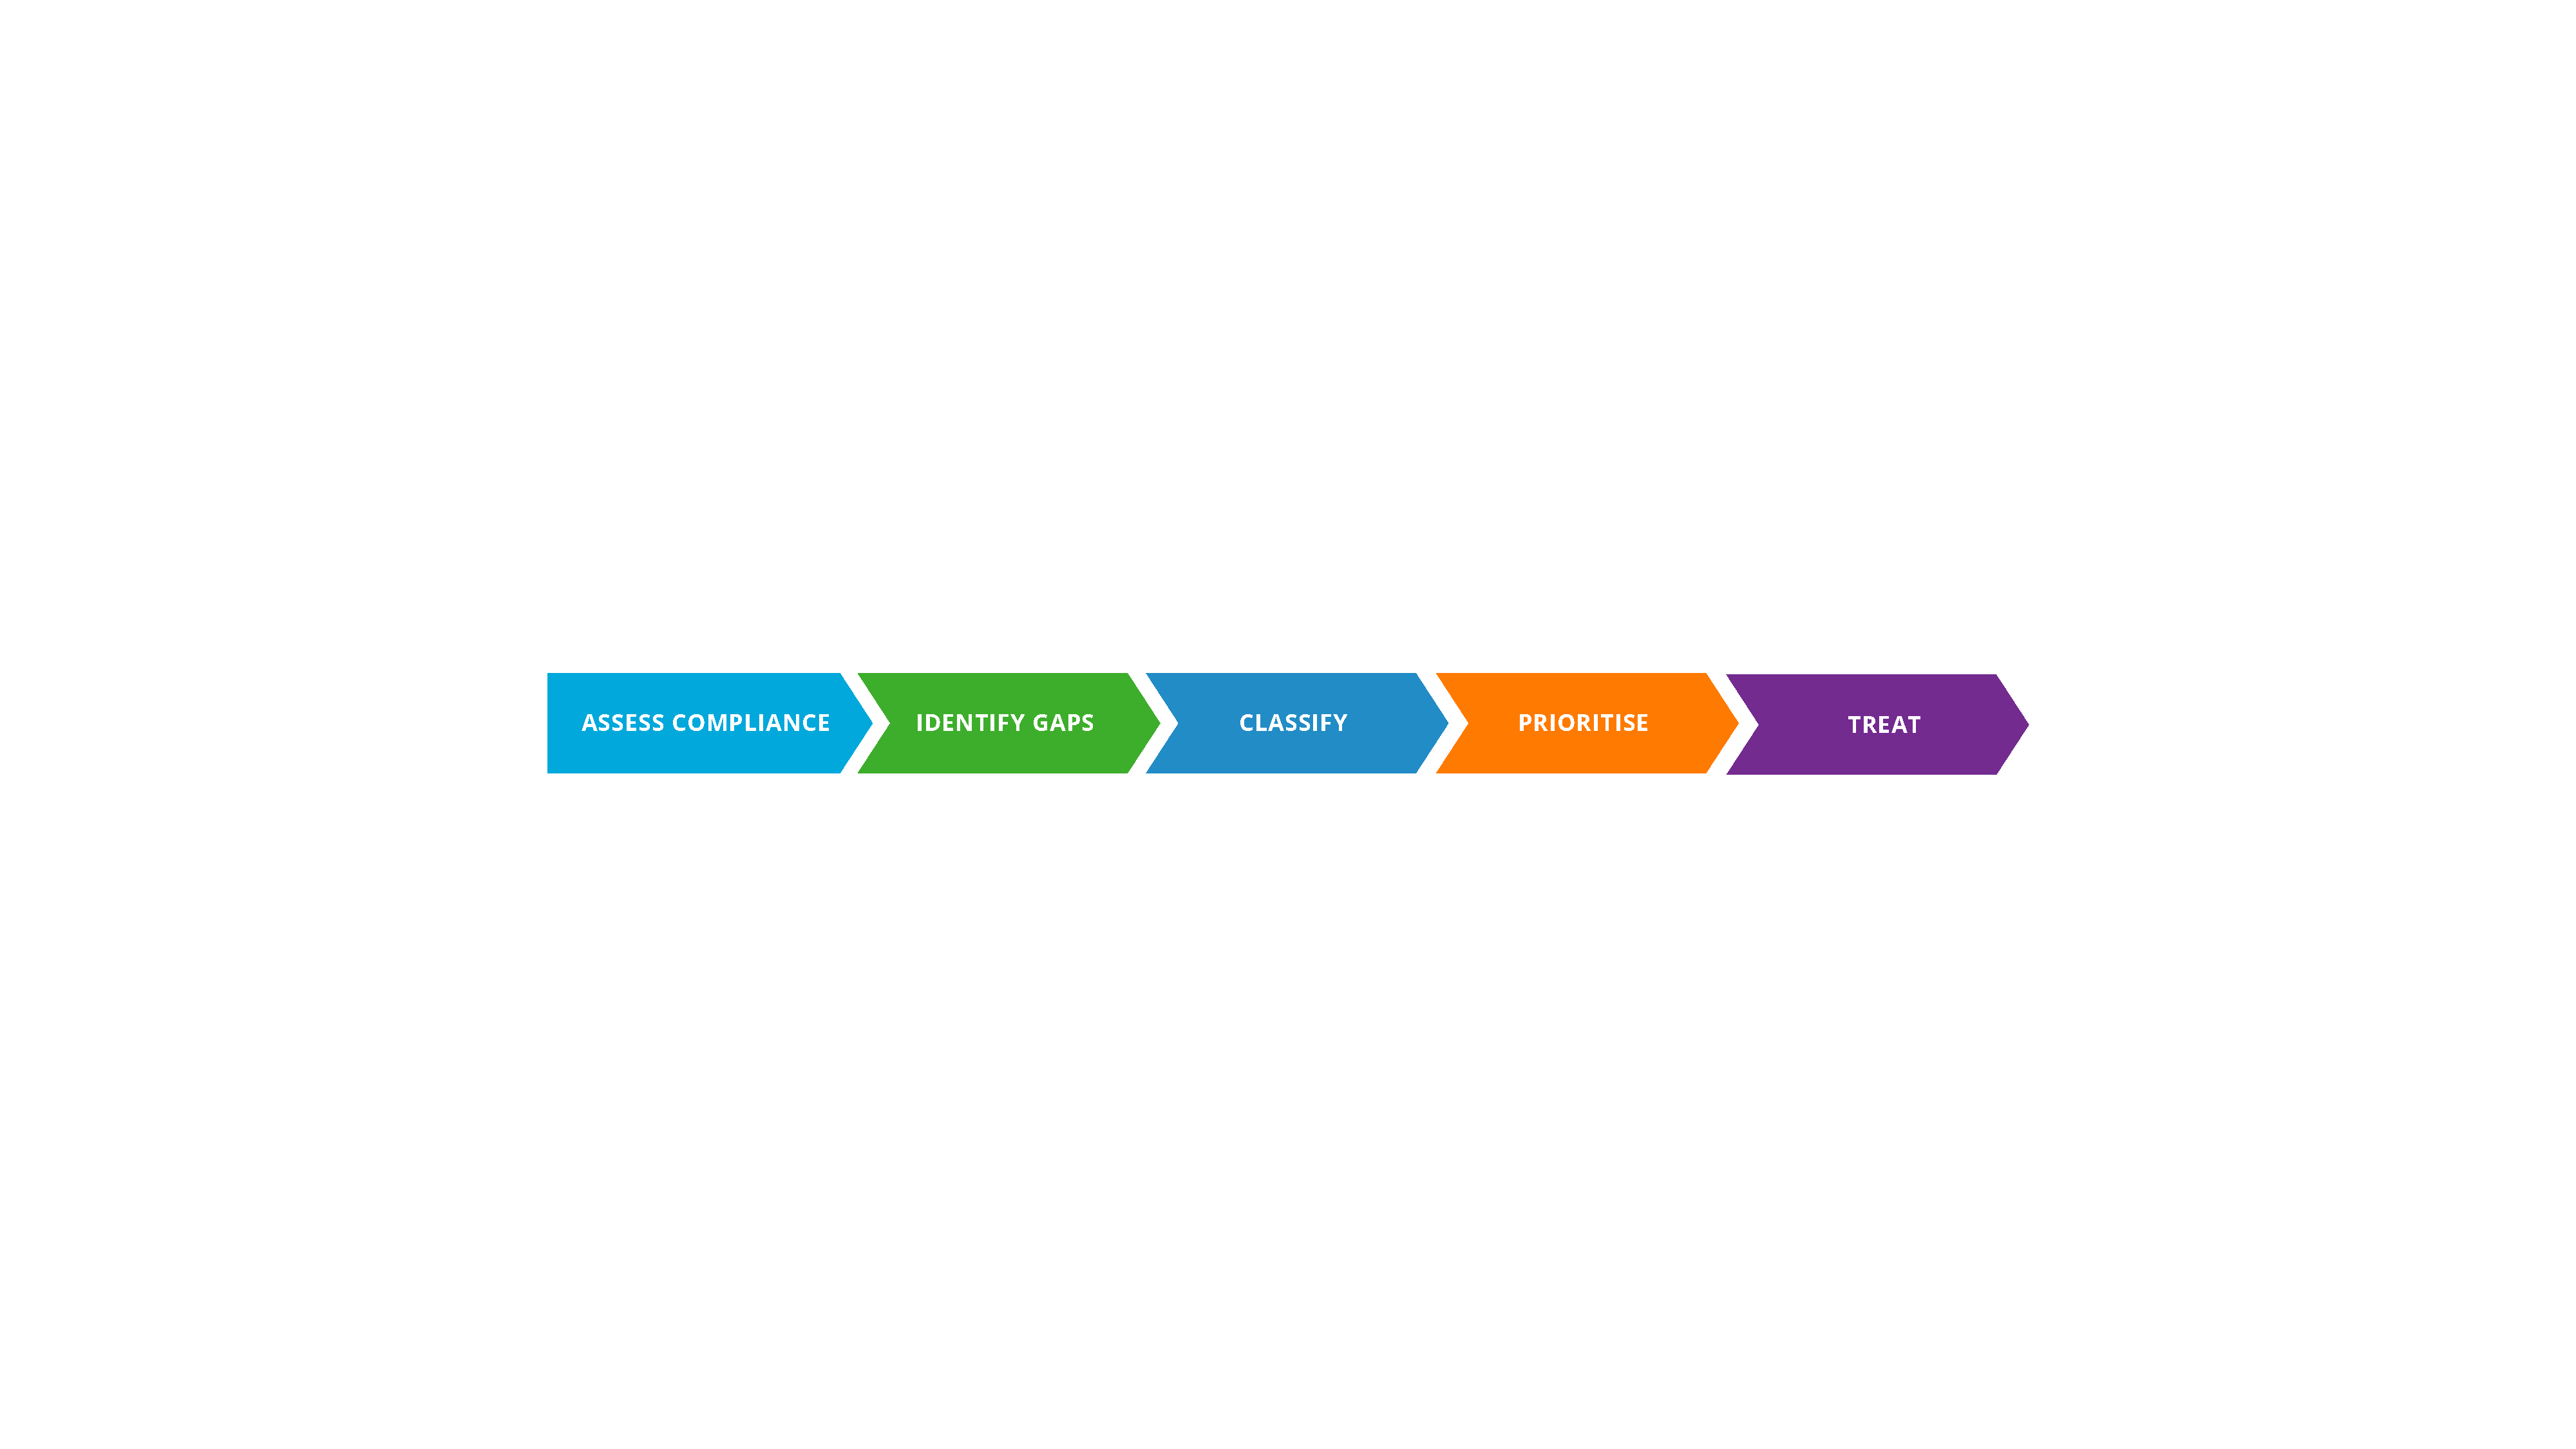 ASSESS COMPLIANCE
IDENTIFY GAPS
CLASSIFY
PRIORITISE
TREAT